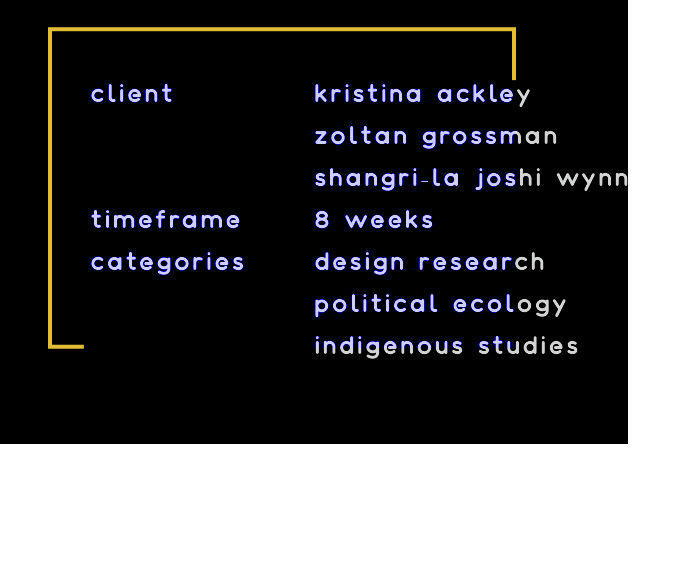 client kristina ackley
zoltan grossman
shangri-la joshi wynn
timeframe 8 weeks
categories design research
political ecology
indigenous studies